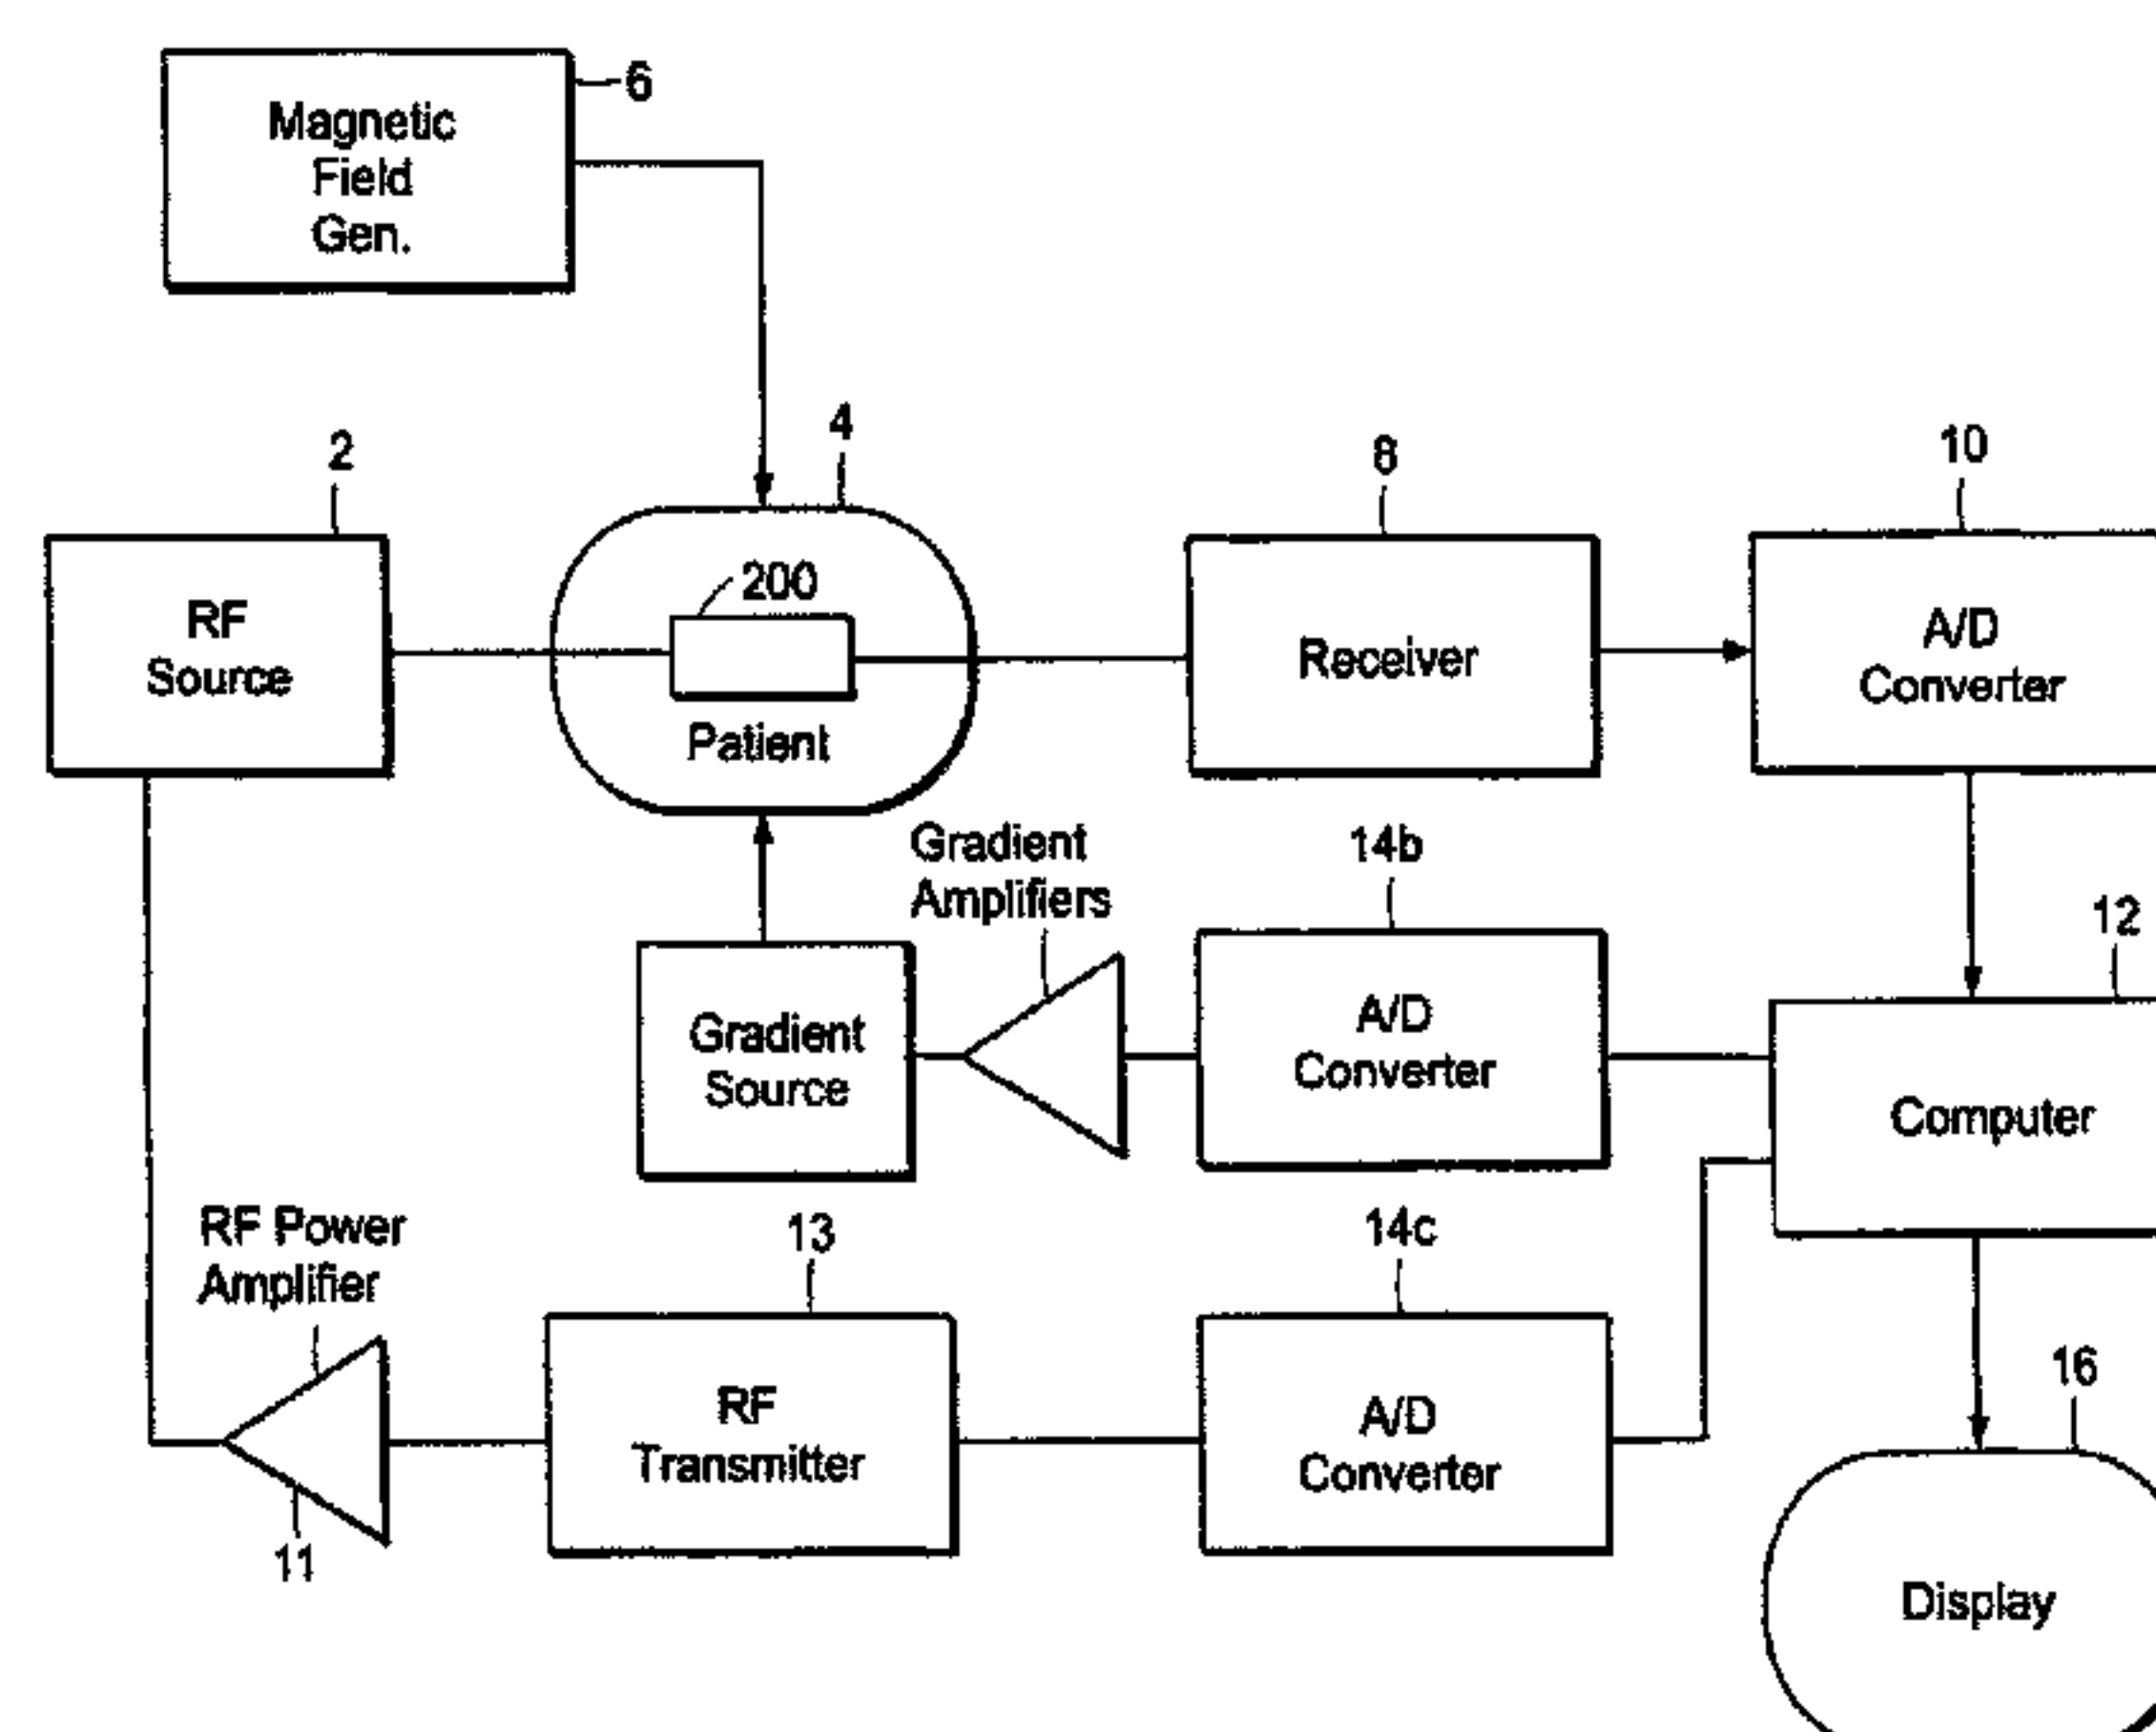 6
Magnetic
Field
Gen.
4
2
8
10
200
RF
Source
Patient
Receiver
A/D
Converter
Gradient
Amplifiers
14b
12
Gradient
Source
A/D
Converter
Computer
RF Power
Amplifier
13
14c
16
RF
Transmitter
A/D
Converter
11
Display